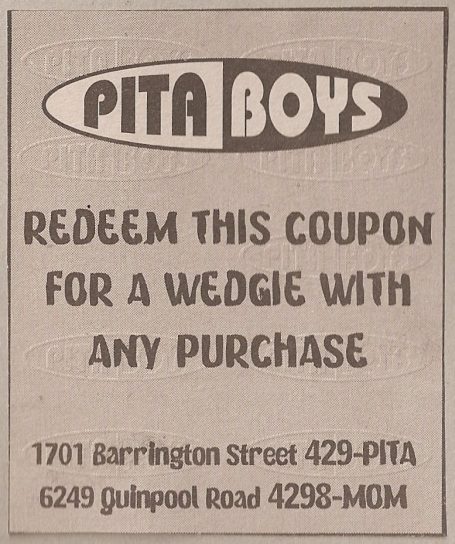 PITA BOYS
REDEEM THIS COUPON
FOR A WEDGIE WITH
ANY PURCHASE
1701 Barrington Street 429-PITA
6249 Quinpool Road 4298-MOM